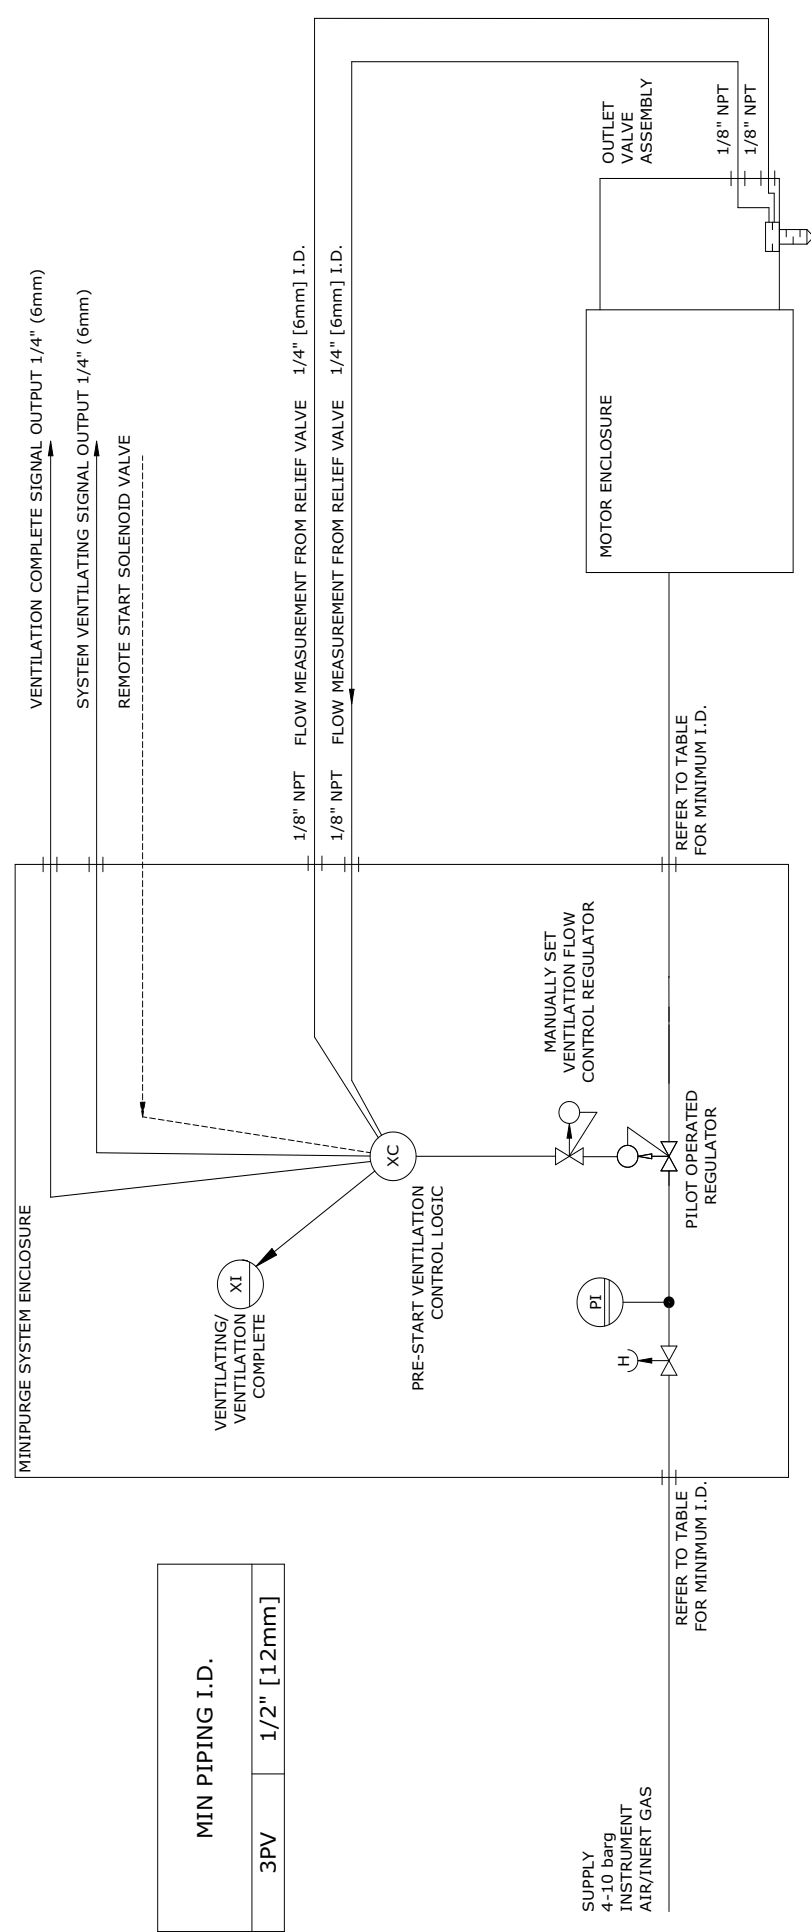 VENTILATION COMPLETE SIGNAL OUTPUT 1/4" (6mm)
SYSTEM VENTILATING SIGNAL OUTPUT 1/4" (6mm)
REMOTE START SOLENOID VALVE
1/8" NPT
FLOW MEASUREMENT FROM RELIEF VALVE
1/4" [6mm] I.D.
1/8" NPT
FLOW MEASUREMENT FROM RELIEF VALVE
1/4" [6mm] I.D.
OUTLET
VALVE
ASSEMBLY
1/8" NPT
1/8" NPT
MOTOR ENCLOSURE
REFER TO TABLE
FOR MINIMUM I.D.
MINIPURGE SYSTEM ENCLOSURE
XI
VENTILATING/
VENTILATION
COMPLETE
XC
PRE-START VENTILATION
CONTROL LOGIC
MANUALLY SET
VENTILATION FLOW
CONTROL REGULATOR
PILOT OPERATED
REGULATOR
PI
H
REFER TO TABLE
FOR MINIMUM I.D.
MIN PIPING I.D.
3PV
1/2" [12mm]
SUPPLY
4-10 barg
INSTRUMENT
AIR/INERT GAS